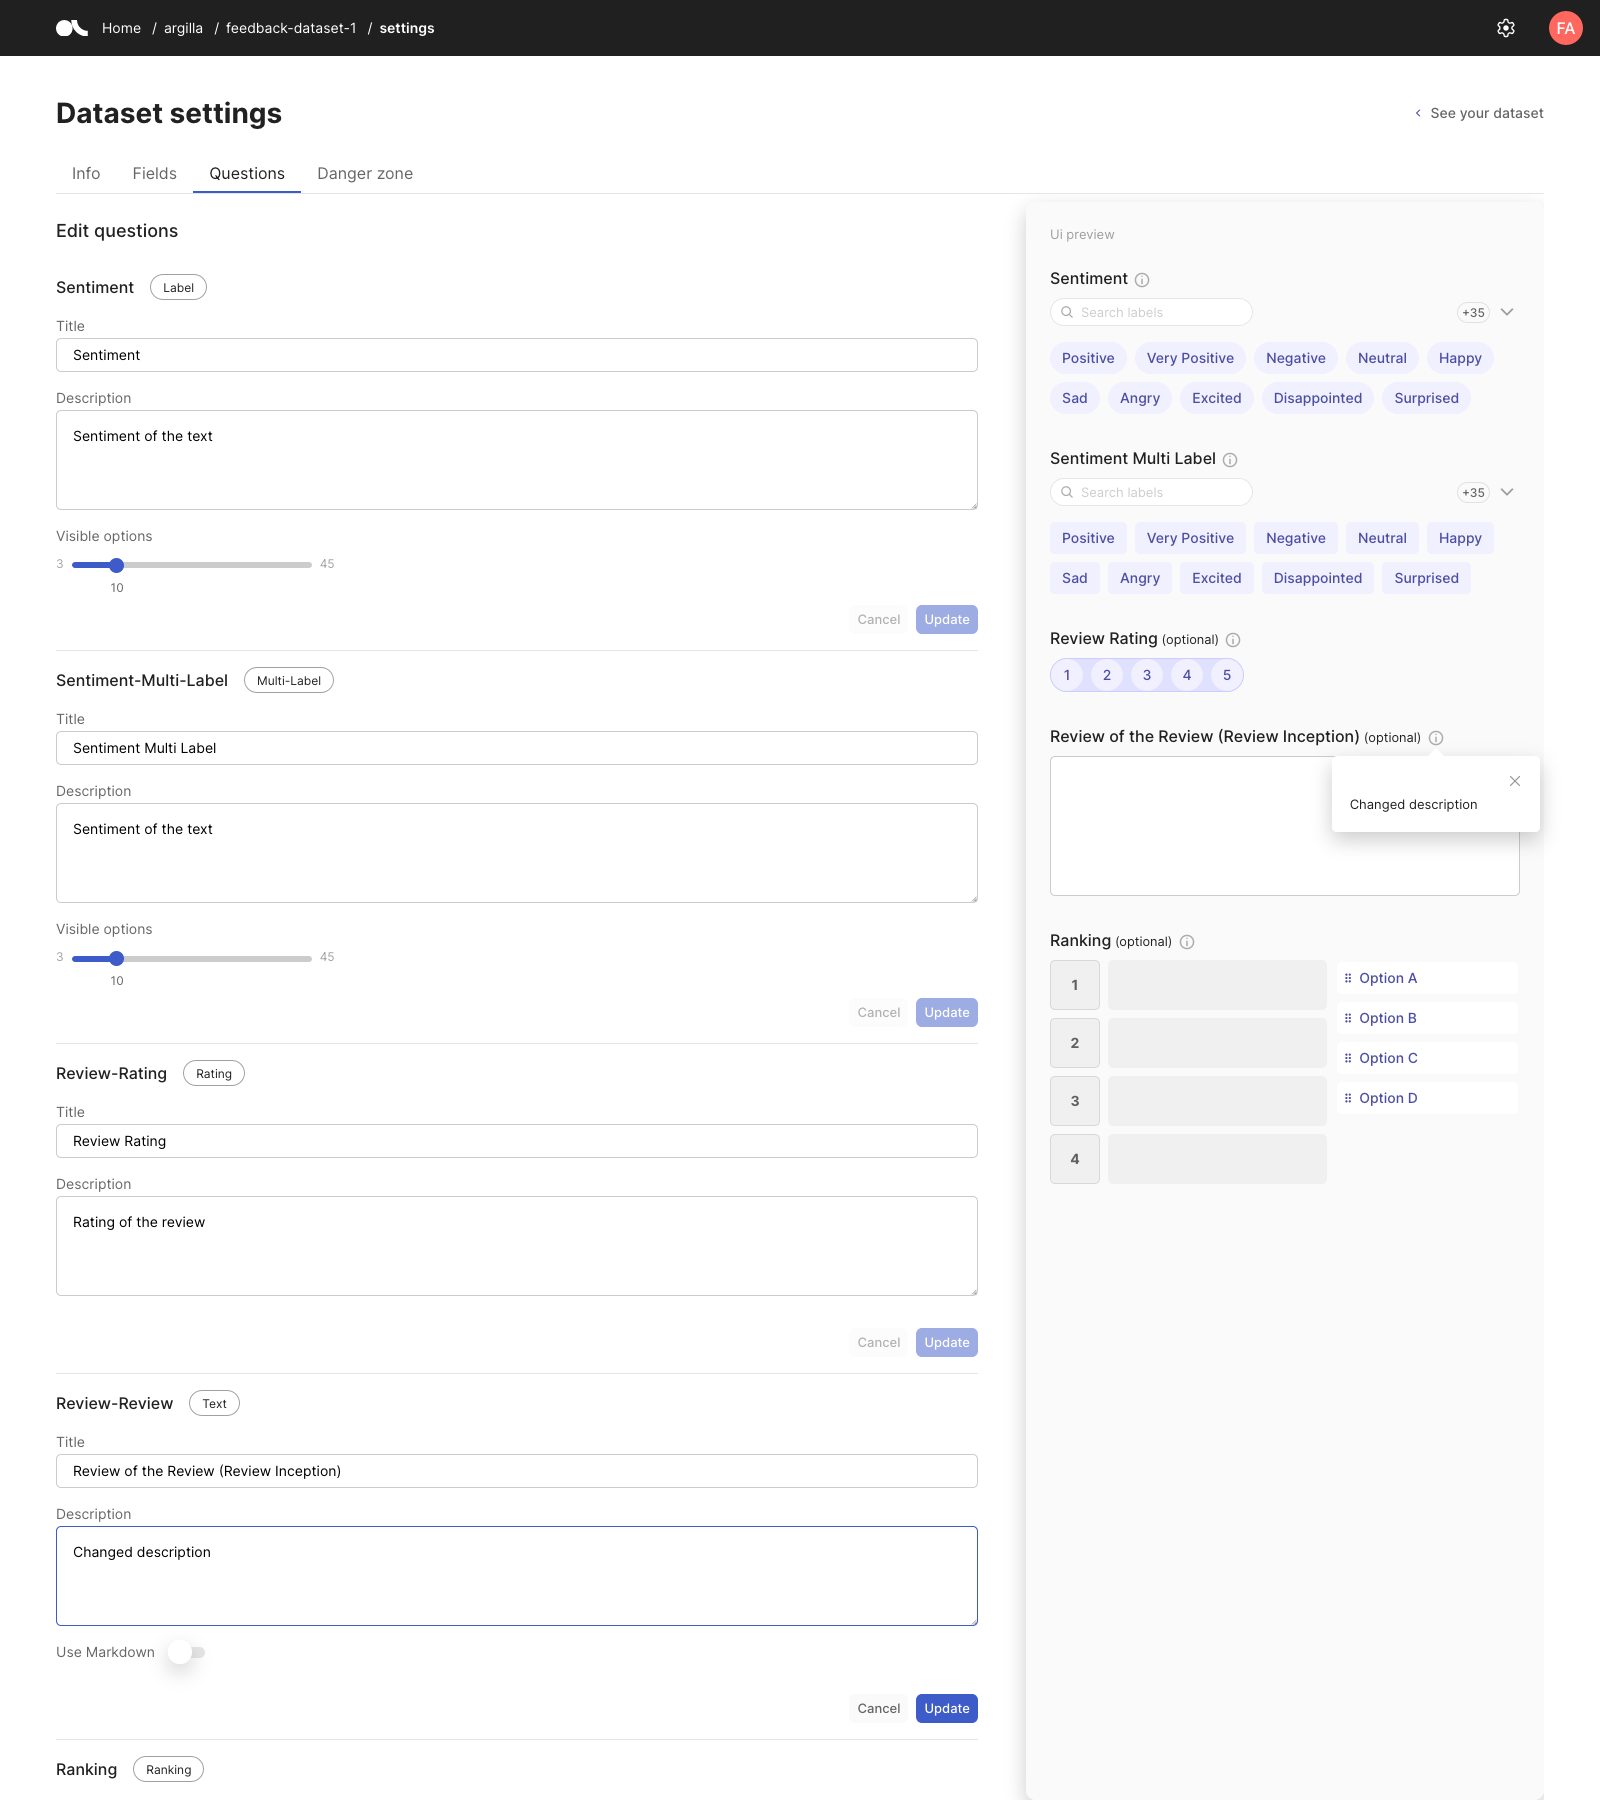 Home / argilla / feedback-dataset-1 / settings
FA
Dataset settings
See your dataset
Info Fields Questions Danger zone
Edit questions
Sentiment Label
Title
Sentiment
Description
Sentiment of the text
Visible options
3 45
10
Cancel Update
Sentiment-Multi-Label Multi-Label
Title
Sentiment Multi Label
Description
Sentiment of the text
Visible options
3 45
10
Cancel Update
Review-Rating Rating
Title
Review Rating
Description
Rating of the review
Cancel Update
Review-Review Text
Title
Review of the Review (Review Inception)
Description
Changed description
Use Markdown
Cancel Update
Ranking Ranking
Ui preview
Sentiment
Search labels +35
Positive Very Positive Negative Neutral Happy
Sad Angry Excited Disappointed Surprised
Sentiment Multi Label
Search labels +35
Positive Very Positive Negative Neutral Happy
Sad Angry Excited Disappointed Surprised
Review Rating (optional)
1 2 3 4 5
Review of the Review (Review Inception) (optional)
Changed description
Ranking (optional)
1
2
3
4
Option A
Option B
Option C
Option D